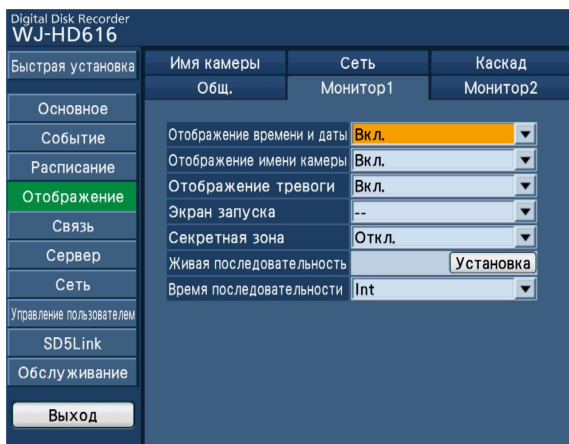 Digital Disk Recorder
WJ-HD616
Быстрая установка
Основное
Событие
Расписание
Отображение
Связь
Сервер
Сеть
Управление пользователем
SD5Link
Обслуживание
Выход
Имя камеры Сеть Каскад
Общ. Монитор1 Монитор2
Отображение времени и даты Вкл.
Отображение имени камеры Вкл.
Отображение тревоги Вкл.
Экран запуска --
Секретная зона Откл.
Живая последовательность Установка
Время последовательности Int